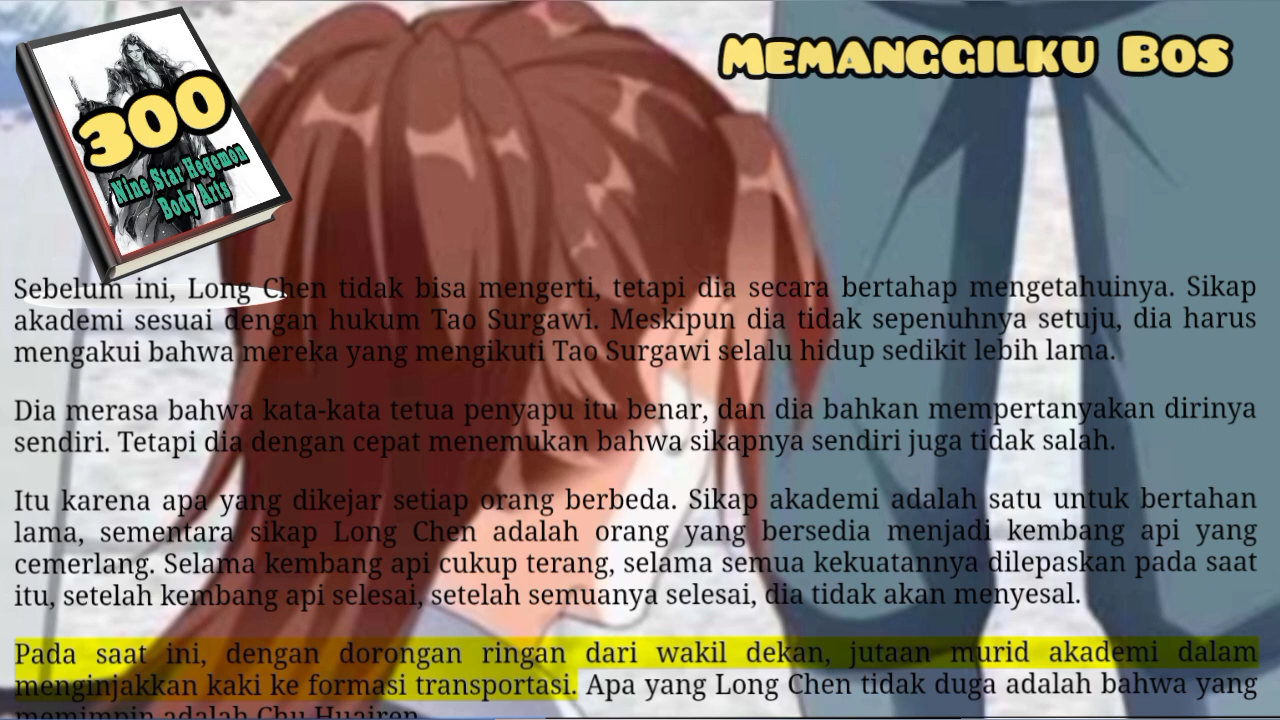 Memanggilku Bos
300
Nine Star Hegemon
Body Arts
Sebelum ini, Long Chen tidak bisa mengerti, tetapi dia secara bertahap mengetahuinya. Sikap
akademi sesuai dengan hukum Tao Surgawi. Meskipun dia tidak sepenuhnya setuju, dia harus
mengakui bahwa mereka yang mengikuti Tao Surgawi selalu hidup sedikit lebih lama.
Dia merasa bahwa kata-kata tetua penyapu itu benar, dan dia bahkan mempertanyakan dirinya
sendiri. Tetapi dia dengan cepat menemukan bahwa sikapnya sendiri juga tidak salah.
Itu karena apa yang dikejar setiap orang berbeda. Sikap akademi adalah satu untuk bertahan
lama, sementara sikap Long Chen adalah orang yang bersedia menjadi kembang api yang
cemerlang. Selama kembang api cukup terang, selama semua kekuatannya dilepaskan pada saat
itu, setelah kembang api selesai, setelah semuanya selesai, dia tidak akan menyesal.
Pada saat ini, dengan dorongan ringan dari wakil dekan, jutaan murid akademi dalam
menginjakkan kaki ke formasi transportasi. Apa yang Long Chen tidak duga adalah bahwa yang
memimpin adalah Chu Huairen